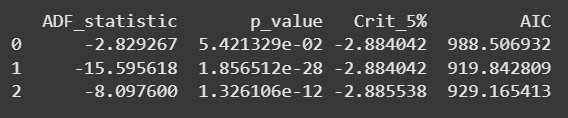 ADF_statistic p_value Crit_5% AIC
0 -2.829267 5.421329e-02 -2.884042 988.506932
1 -15.595618 1.856512e-28 -2.884042 919.842809
2 -8.097600 1.326106e-12 -2.885538 929.165413